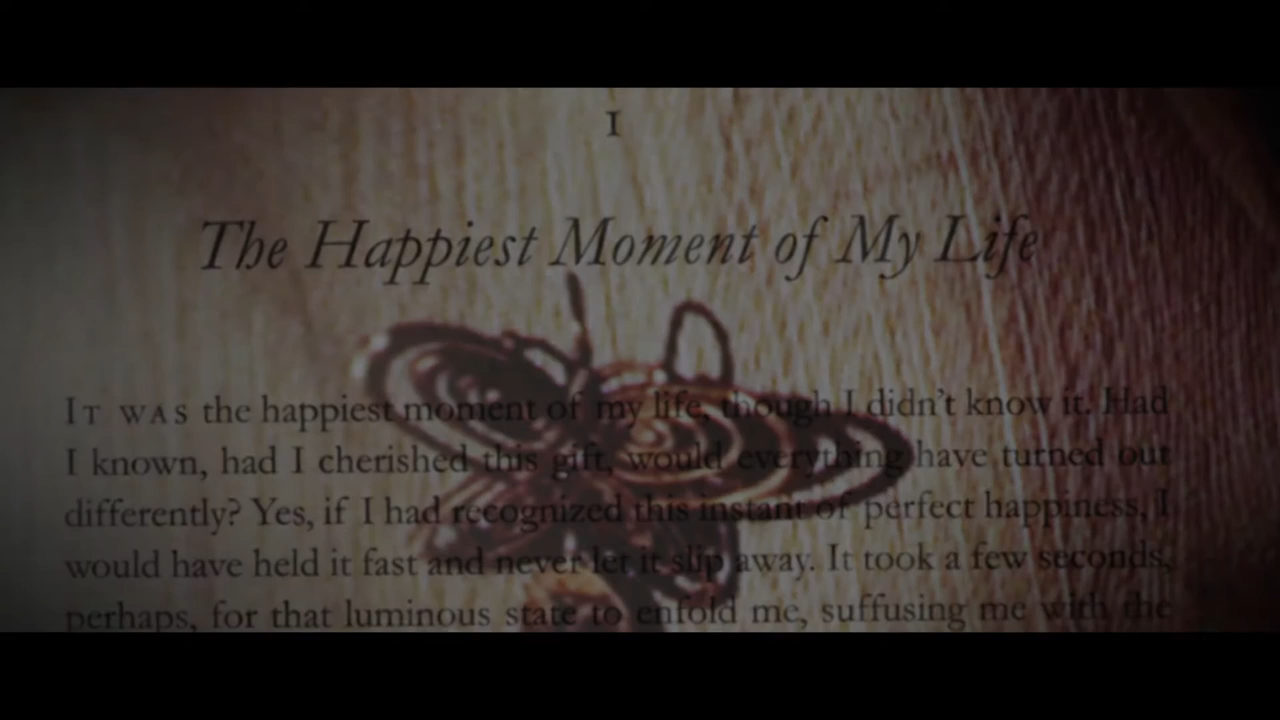 1
The Happiest Moment of My Life
IT WAS the happiest moment of my life, though I didn't know it. Had
I known, had I cherished this gift, would everything have turned out
differently? Yes, if I had recognized this instant of perfect happiness, I
would have held it fast and never let it slip away. It took a few seconds,
perhaps, for that luminous state to enfold me, suffusing me with the